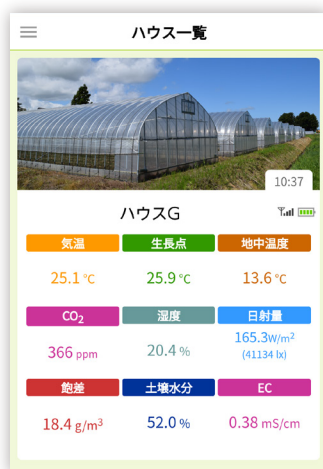 ハウス一覧
10:37
ハウスG
気温 生長点 地中温度
25.1 ℃ 25.9 ℃ 13.6 ℃
CO₂ 湿度 日射量
366 ppm 20.4 % 165.3W/m²
(41134 lx)
飽差 土壌水分 EC
18.4 g/m³ 52.0 % 0.38 mS/cm